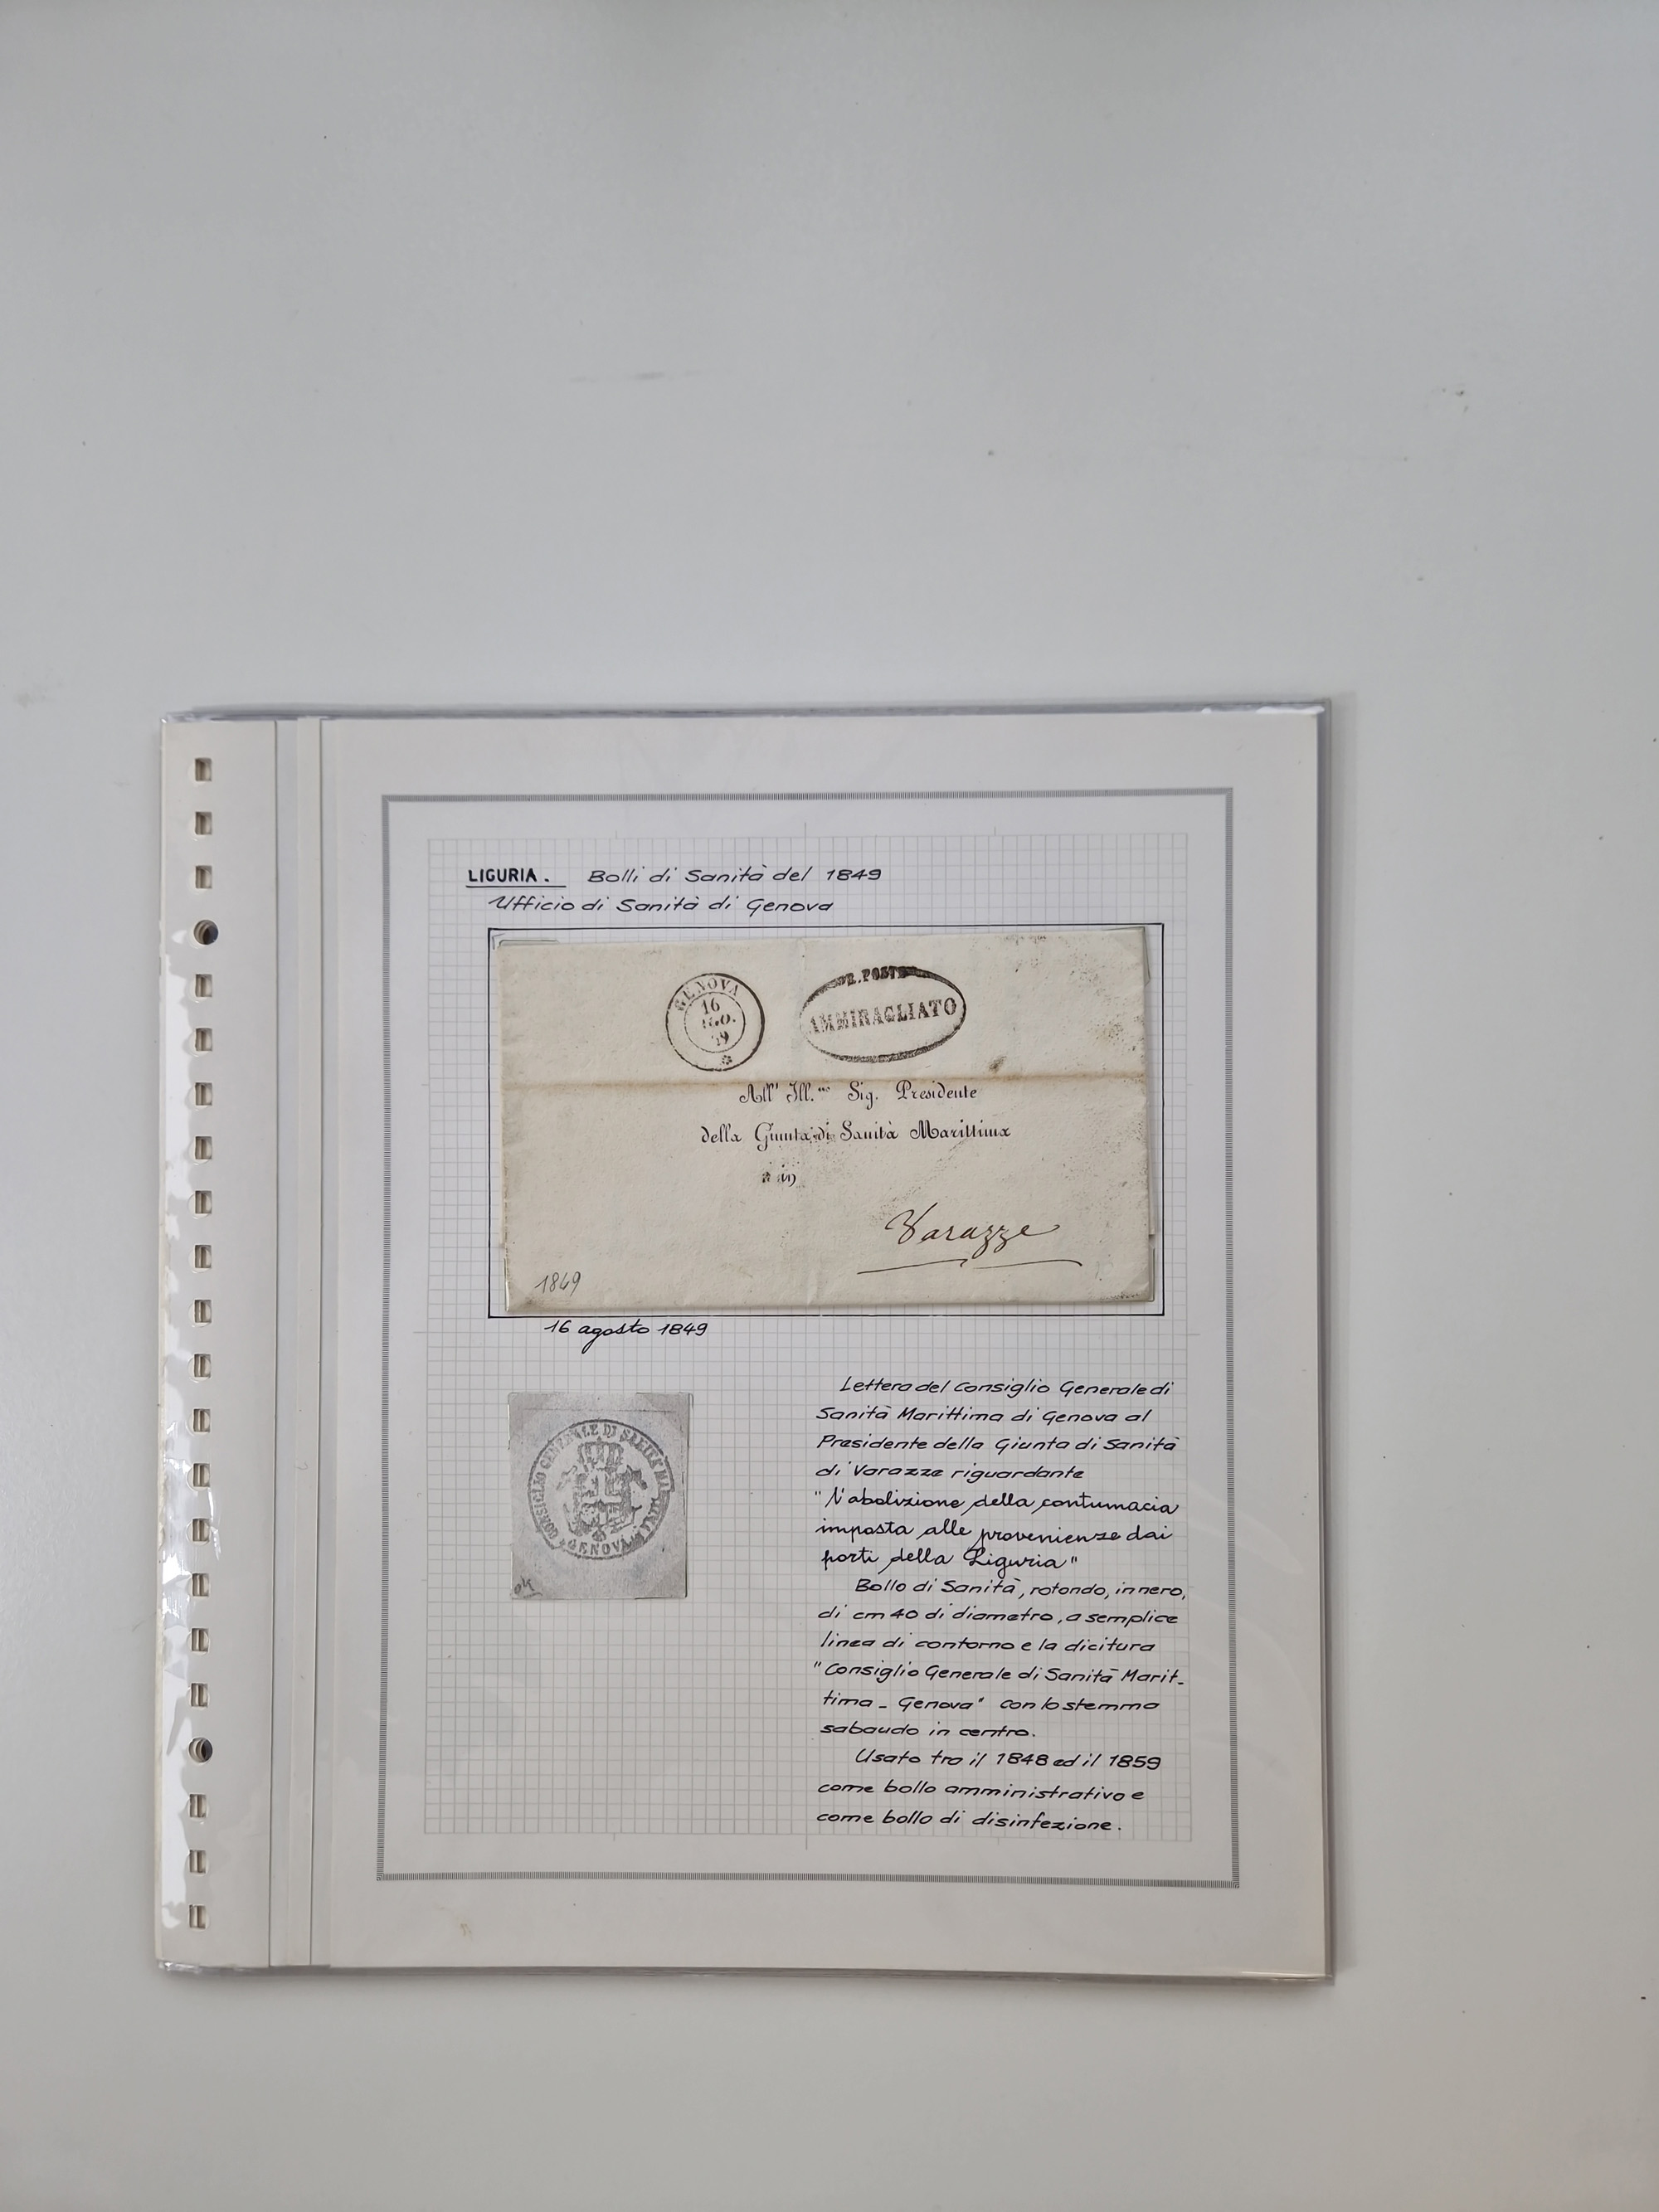 LIGURIA. Bolli di Sanità del 1849
Ufficio di Sanità di Genova
GENOVA
16
AGO.
49
R. POSTE
AMMIRAGLIATO
All' Ill.mo Sig. Presidente
della Giunta di Sanità Marittima
in
Varazze
1849
16 agosto 1849
CONSIGLIO GENERALE DI SANITÀ MARITTIMA
GENOVA
Lettera del Consiglio Generale di
Sanità Marittima di Genova al
Presidente della Giunta di Sanità
di Varazze riguardante
"l'abolizione della contumacia
imposta alle provenienze dai
porti della Liguria"
Bollo di Sanità, rotondo, in nero,
di cm 40 di diametro, a semplice
linea di contorno e la dicitura
"Consiglio Generale di Sanità Marit-
tima - Genova" con lo stemma
sabaudo in centro.
Usato tra il 1848 ed il 1859
come bollo amministrativo e
come bollo di disinfezione.